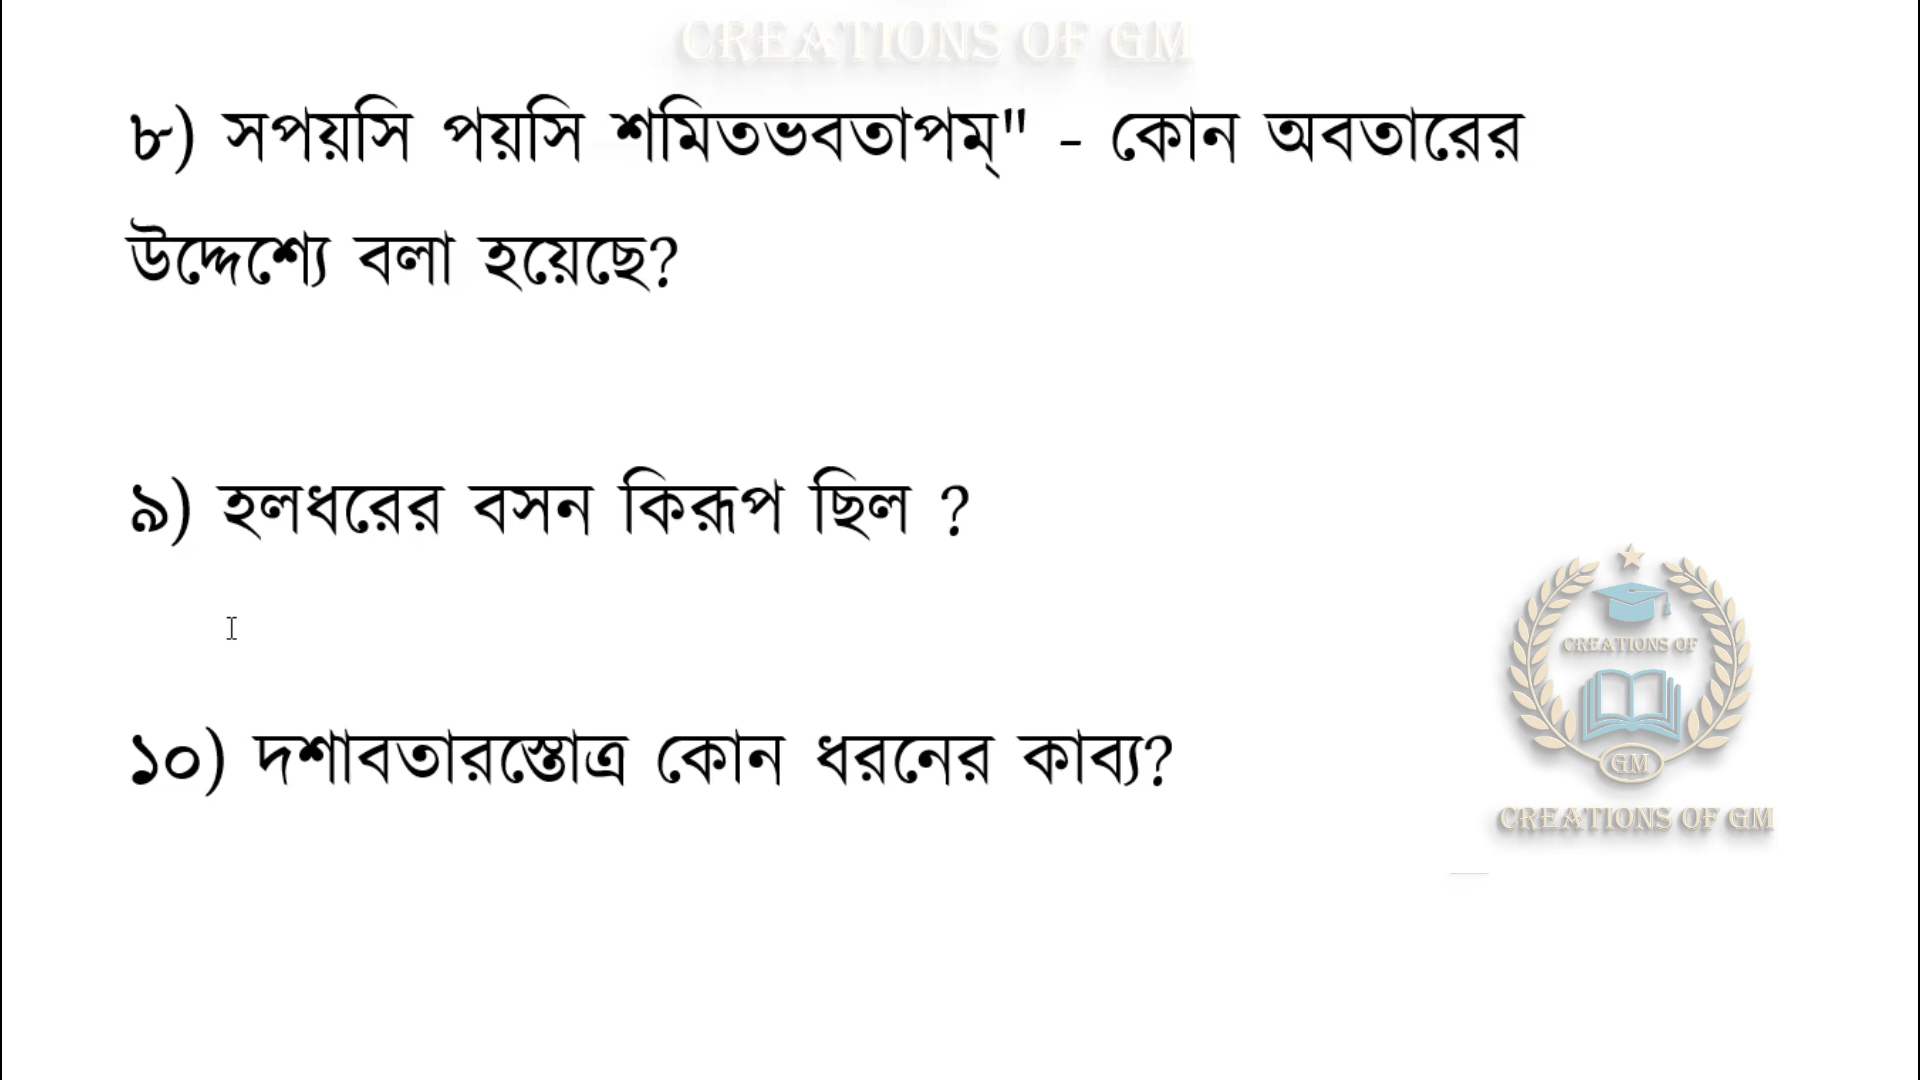 CREATIONS OF GM
৮) সপয়সি পয়সি শমিতভবতাপম্" - কোন অবতারের
উদ্দেশ্যে বলা হয়েছে?
৯) হলধরের বসন কিরূপ ছিল ?
১০) দশাবতারস্তোত্র কোন ধরনের কাব্য?
CREATIONS OF
GM
CREATIONS OF GM